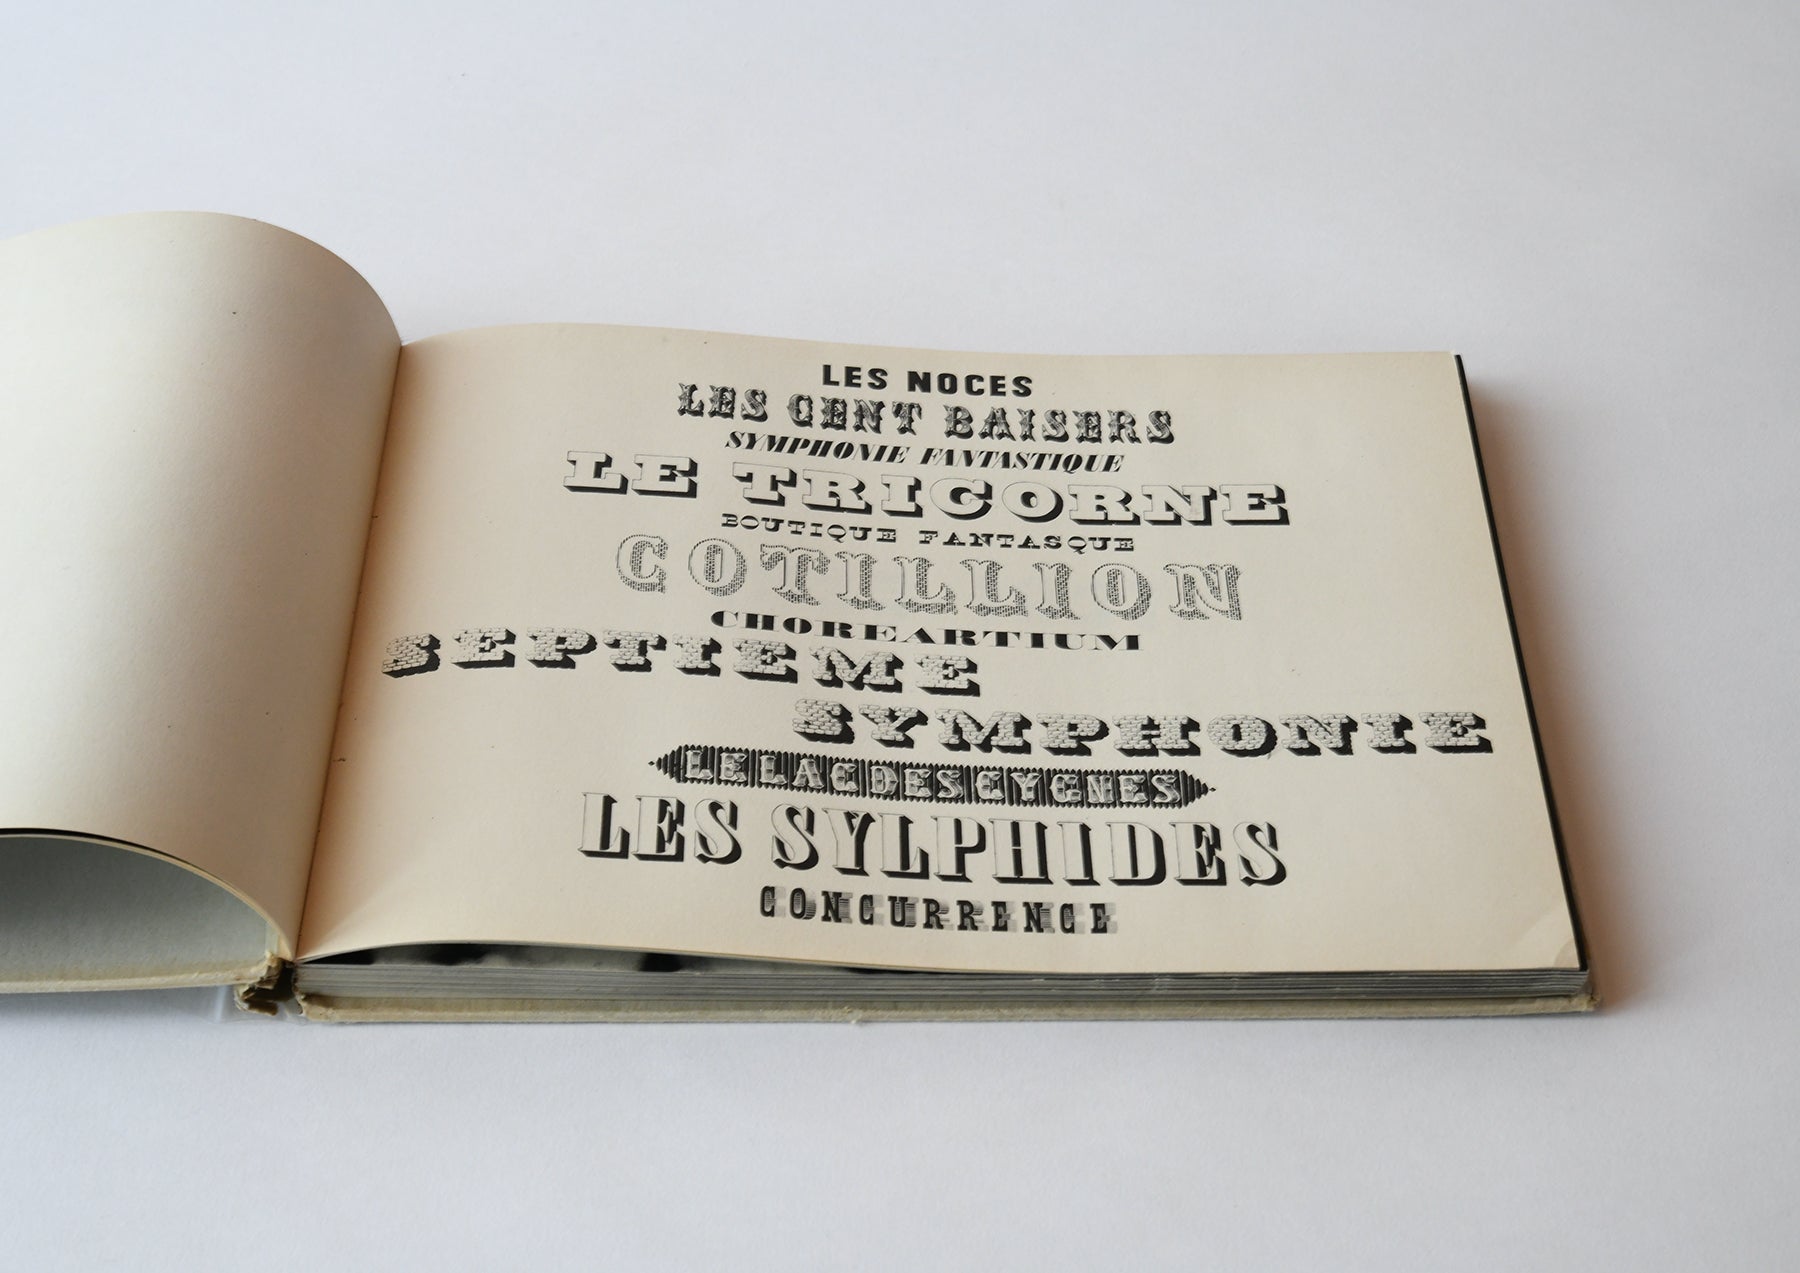 LES NOCES
LES CENT BAISERS
SYMPHONIE FANTASTIQUE
LE TRICORNE
BOUTIQUE FANTASQUE
COTILLION
CHOREARTIUM
SEPTIEME
SYMPHONIE
LE LAC DES CYGNES
LES SYLPHIDES
CONCURRENCE